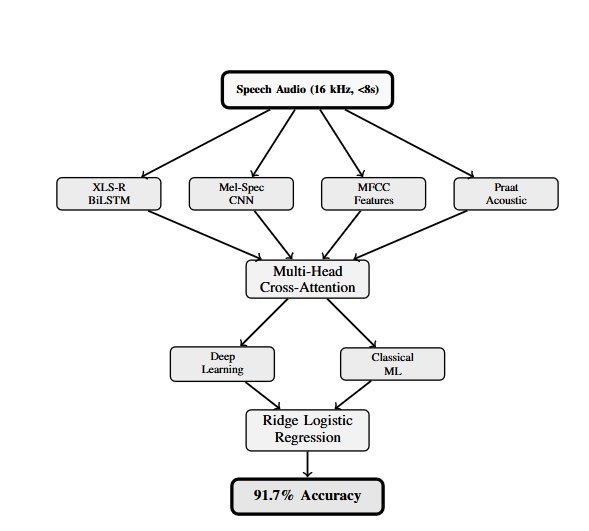 Speech Audio (16 kHz, <8s)
XLS-R
BiLSTM
Mel-Spec
CNN
MFCC
Features
Praat
Acoustic
Multi-Head
Cross-Attention
Deep
Learning
Classical
ML
Ridge Logistic
Regression
91.7% Accuracy